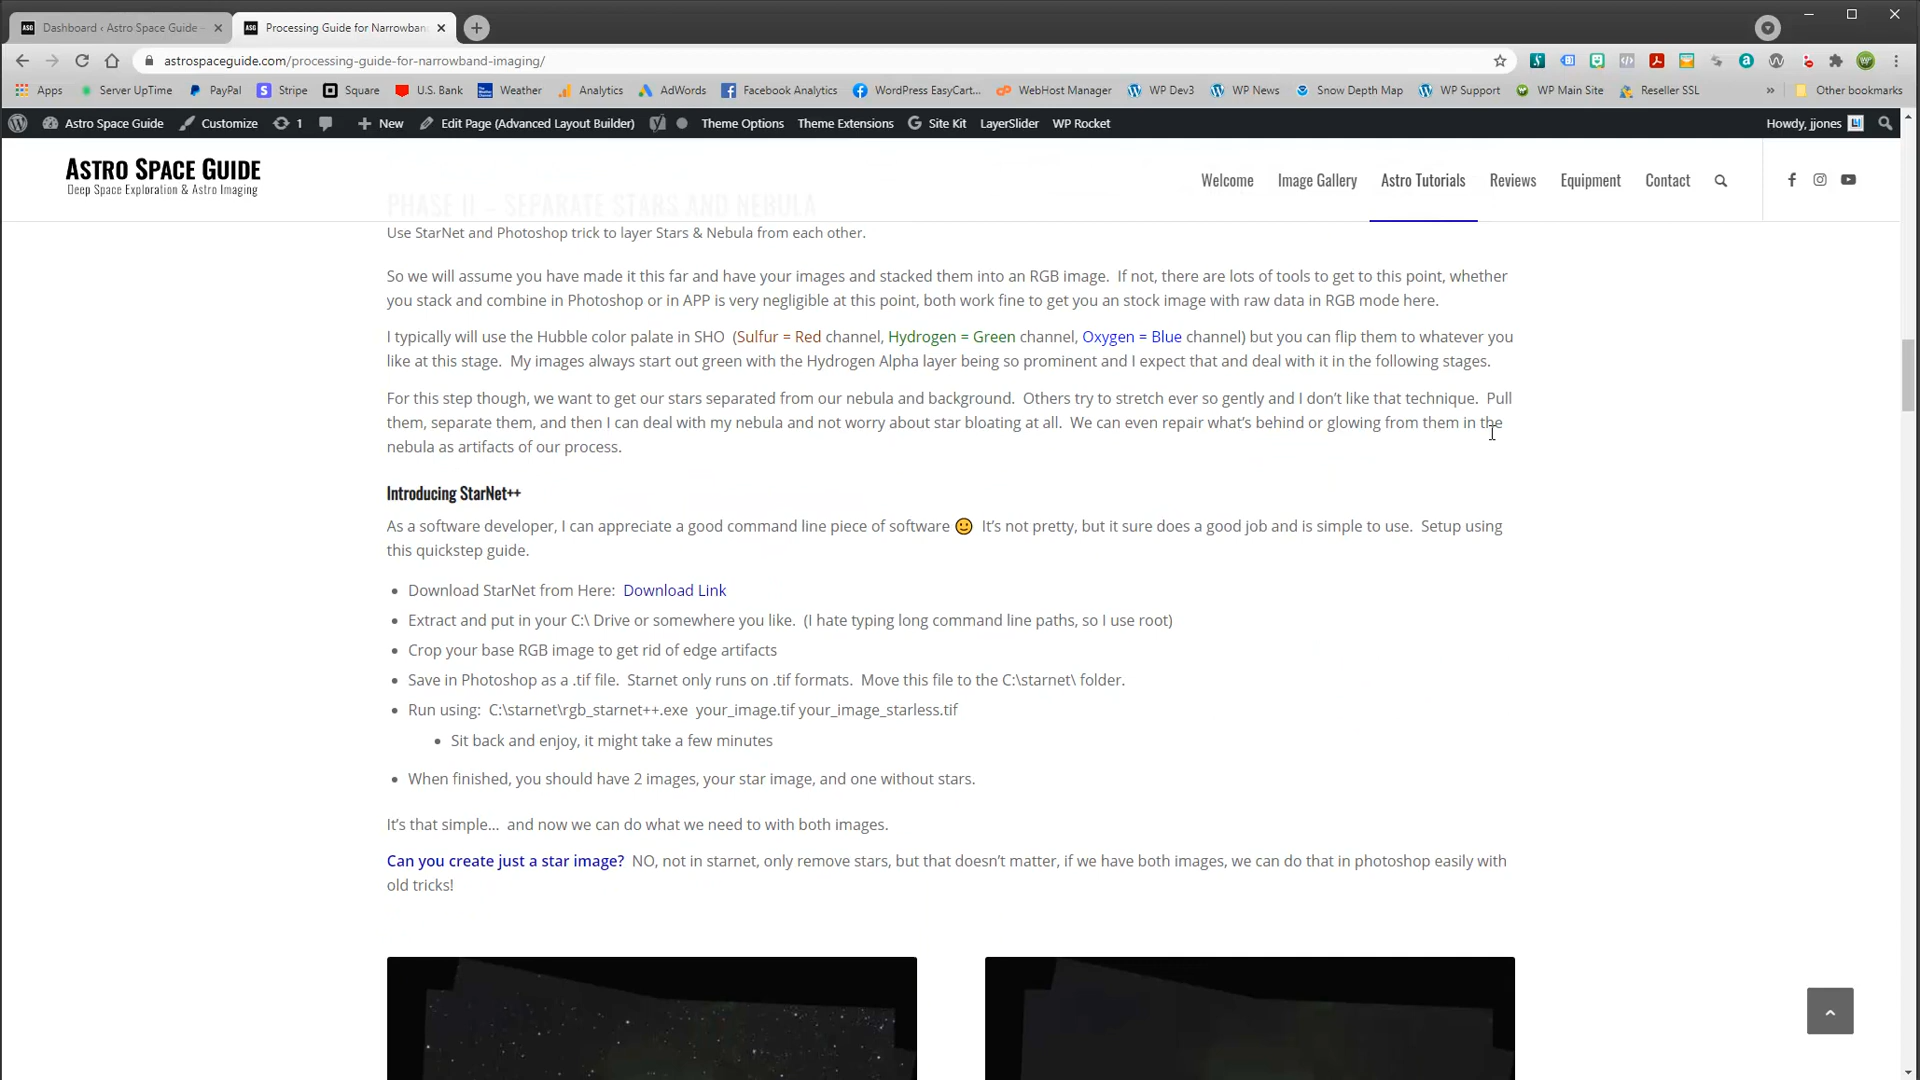 Dashboard ‹ Astro Space Guide –
Processing Guide for Narrowband
astrospaceguide.com/processing-guide-for-narrowband-imaging/
Apps Server UpTime PayPal Stripe Square U.S. Bank Weather Analytics AdWords Facebook Analytics WordPress EasyCart... WebHost Manager WP Dev3 WP News Snow Depth Map WP Support WP Main Site Reseller SSL » Other bookmarks
Astro Space Guide Customize 1 New Edit Page (Advanced Layout Builder) Theme Options Theme Extensions Site Kit LayerSlider WP Rocket Howdy, jjones
ASTRO SPACE GUIDE
Deep Space Exploration & Astro Imaging
Welcome Image Gallery Astro Tutorials Reviews Equipment Contact
PHASE II – SEPARATE STARS AND NEBULA
Use StarNet and Photoshop trick to layer Stars & Nebula from each other.
So we will assume you have made it this far and have your images and stacked them into an RGB image.  If not, there are lots of tools to get to this point, whether
you stack and combine in Photoshop or in APP is very negligible at this point, both work fine to get you an stock image with raw data in RGB mode here.
I typically will use the Hubble color palate in SHO  (Sulfur = Red channel, Hydrogen = Green channel, Oxygen = Blue channel) but you can flip them to whatever you
like at this stage.  My images always start out green with the Hydrogen Alpha layer being so prominent and I expect that and deal with it in the following stages.
For this step though, we want to get our stars separated from our nebula and background.  Others try to stretch ever so gently and I don't like that technique.  Pull
them, separate them, and then I can deal with my nebula and not worry about star bloating at all.  We can even repair what's behind or glowing from them in the
nebula as artifacts of our process.
Introducing StarNet++
As a software developer, I can appreciate a good command line piece of software 🙂  It's not pretty, but it sure does a good job and is simple to use.  Setup using
this quickstep guide.
• Download StarNet from Here:  Download Link
• Extract and put in your C:\ Drive or somewhere you like.  (I hate typing long command line paths, so I use root)
• Crop your base RGB image to get rid of edge artifacts
• Save in Photoshop as a .tif file.  Starnet only runs on .tif formats.  Move this file to the C:\starnet\ folder.
• Run using:  C:\starnet\rgb_starnet++.exe  your_image.tif your_image_starless.tif
• Sit back and enjoy, it might take a few minutes
• When finished, you should have 2 images, your star image, and one without stars.
It's that simple...  and now we can do what we need to with both images.
Can you create just a star image?  NO, not in starnet, only remove stars, but that doesn't matter, if we have both images, we can do that in photoshop easily with
old tricks!